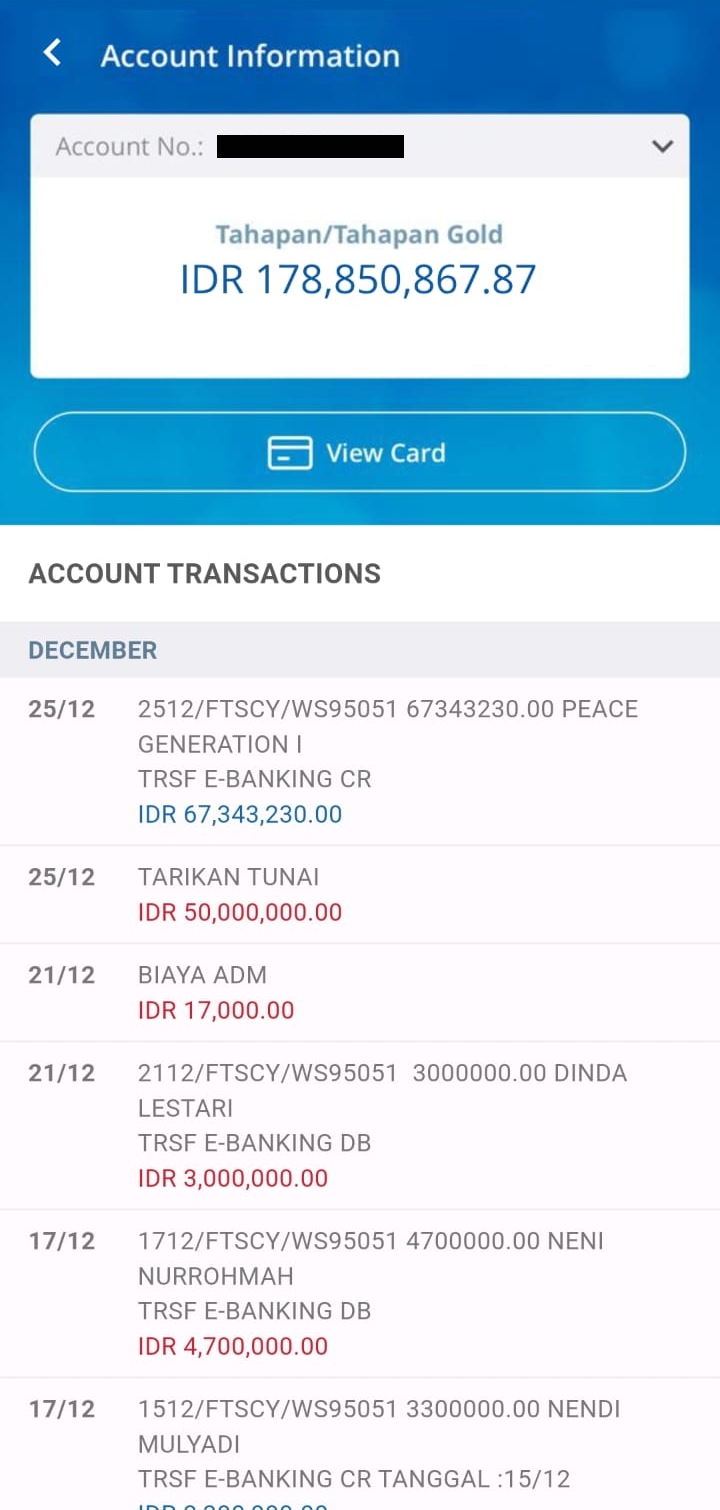 Account Information
Account No.:
Tahapan/Tahapan Gold
IDR 178,850,867.87
View Card
ACCOUNT TRANSACTIONS
DECEMBER
25/12 2512/FTSCY/WS95051 67343230.00 PEACE
GENERATION I
TRSF E-BANKING CR
IDR 67,343,230.00
25/12 TARIKAN TUNAI
IDR 50,000,000.00
21/12 BIAYA ADM
IDR 17,000.00
21/12 2112/FTSCY/WS95051 3000000.00 DINDA
LESTARI
TRSF E-BANKING DB
IDR 3,000,000.00
17/12 1712/FTSCY/WS95051 4700000.00 NENI
NURROHMAH
TRSF E-BANKING DB
IDR 4,700,000.00
17/12 1512/FTSCY/WS95051 3300000.00 NENDI
MULYADI
TRSF E-BANKING CR TANGGAL :15/12